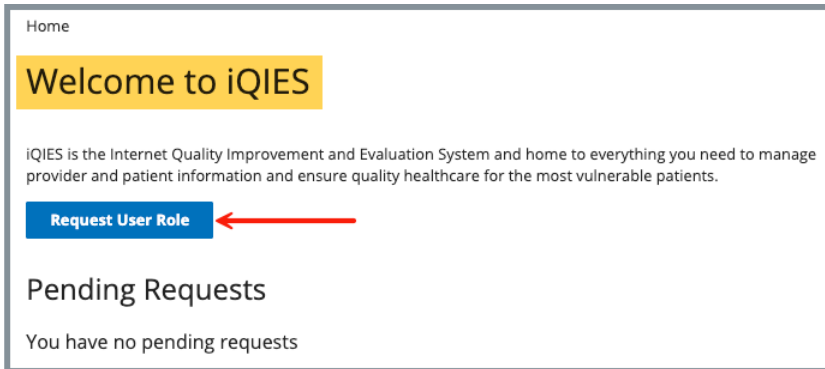 Home
Welcome to iQIES
iQIES is the Internet Quality Improvement and Evaluation System and home to everything you need to manage
provider and patient information and ensure quality healthcare for the most vulnerable patients.
Request User Role
Pending Requests
You have no pending requests